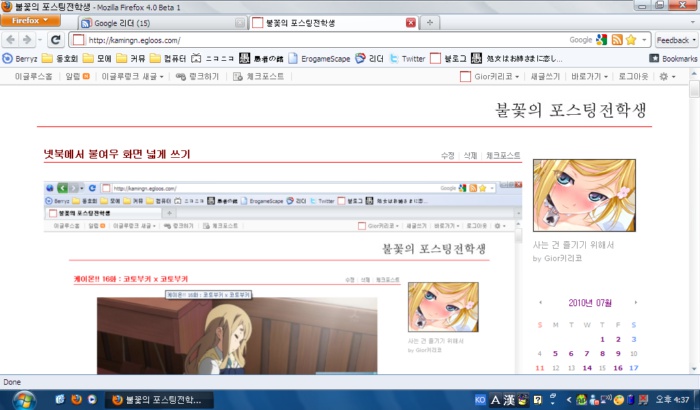 불꽃의 포스팅전학생 - Mozilla Firefox 4.0 Beta 1
Firefox
Google 리더 (15)
불꽃의 포스팅전학생
http://kamingn.egloos.com/
Google
Feedback
Berryz
동호회
모에
커뮤
컴퓨터
ニコニコ
愚者の館
ErogameScape
리더
Twitter
블로그
処女はお姉さまに恋し...
Bookmarks
이글루스홈
알림
이글루링크 새글
링크하기
체크포스트
Gior키리코
새글쓰기
바로가기
로그아웃
불꽃의 포스팅전학생
넷북에서 불여우 화면 넓게 쓰기
수정 | 삭제 | 체크포스트
http://kamingn.egloos.com/
Google
Berryz
동호회
모에
커뮤
컴퓨터
ニコニコ
愚者の館
ErogameScape
리더
Twitter
블로그
処女はお姉さまに恋し...
불꽃의 포스팅전학생
이글루스홈
알림
이글루링크 새글
링크하기
체크포스트
Gior키리코
새글쓰기
바로가기
로그아웃
불꽃의 포스팅전학생
케이온!! 16화 : 코토부키 x 코토부키
수정 | 삭제 | 체크포스트
케이온!! 16화 : 코토부키 x 코토부키
사는 건 즐기기 위해서
by Gior키리코
사는 건 즐기기 위해서
by Gior키리코
2010년 07월
S M T W T F S
1 2 3
4 5 6 7 8 9 10
11 12 13 14 15 16 17
Done
불꽃의 포스팅전학...
KO
A 漢
오후 4:37